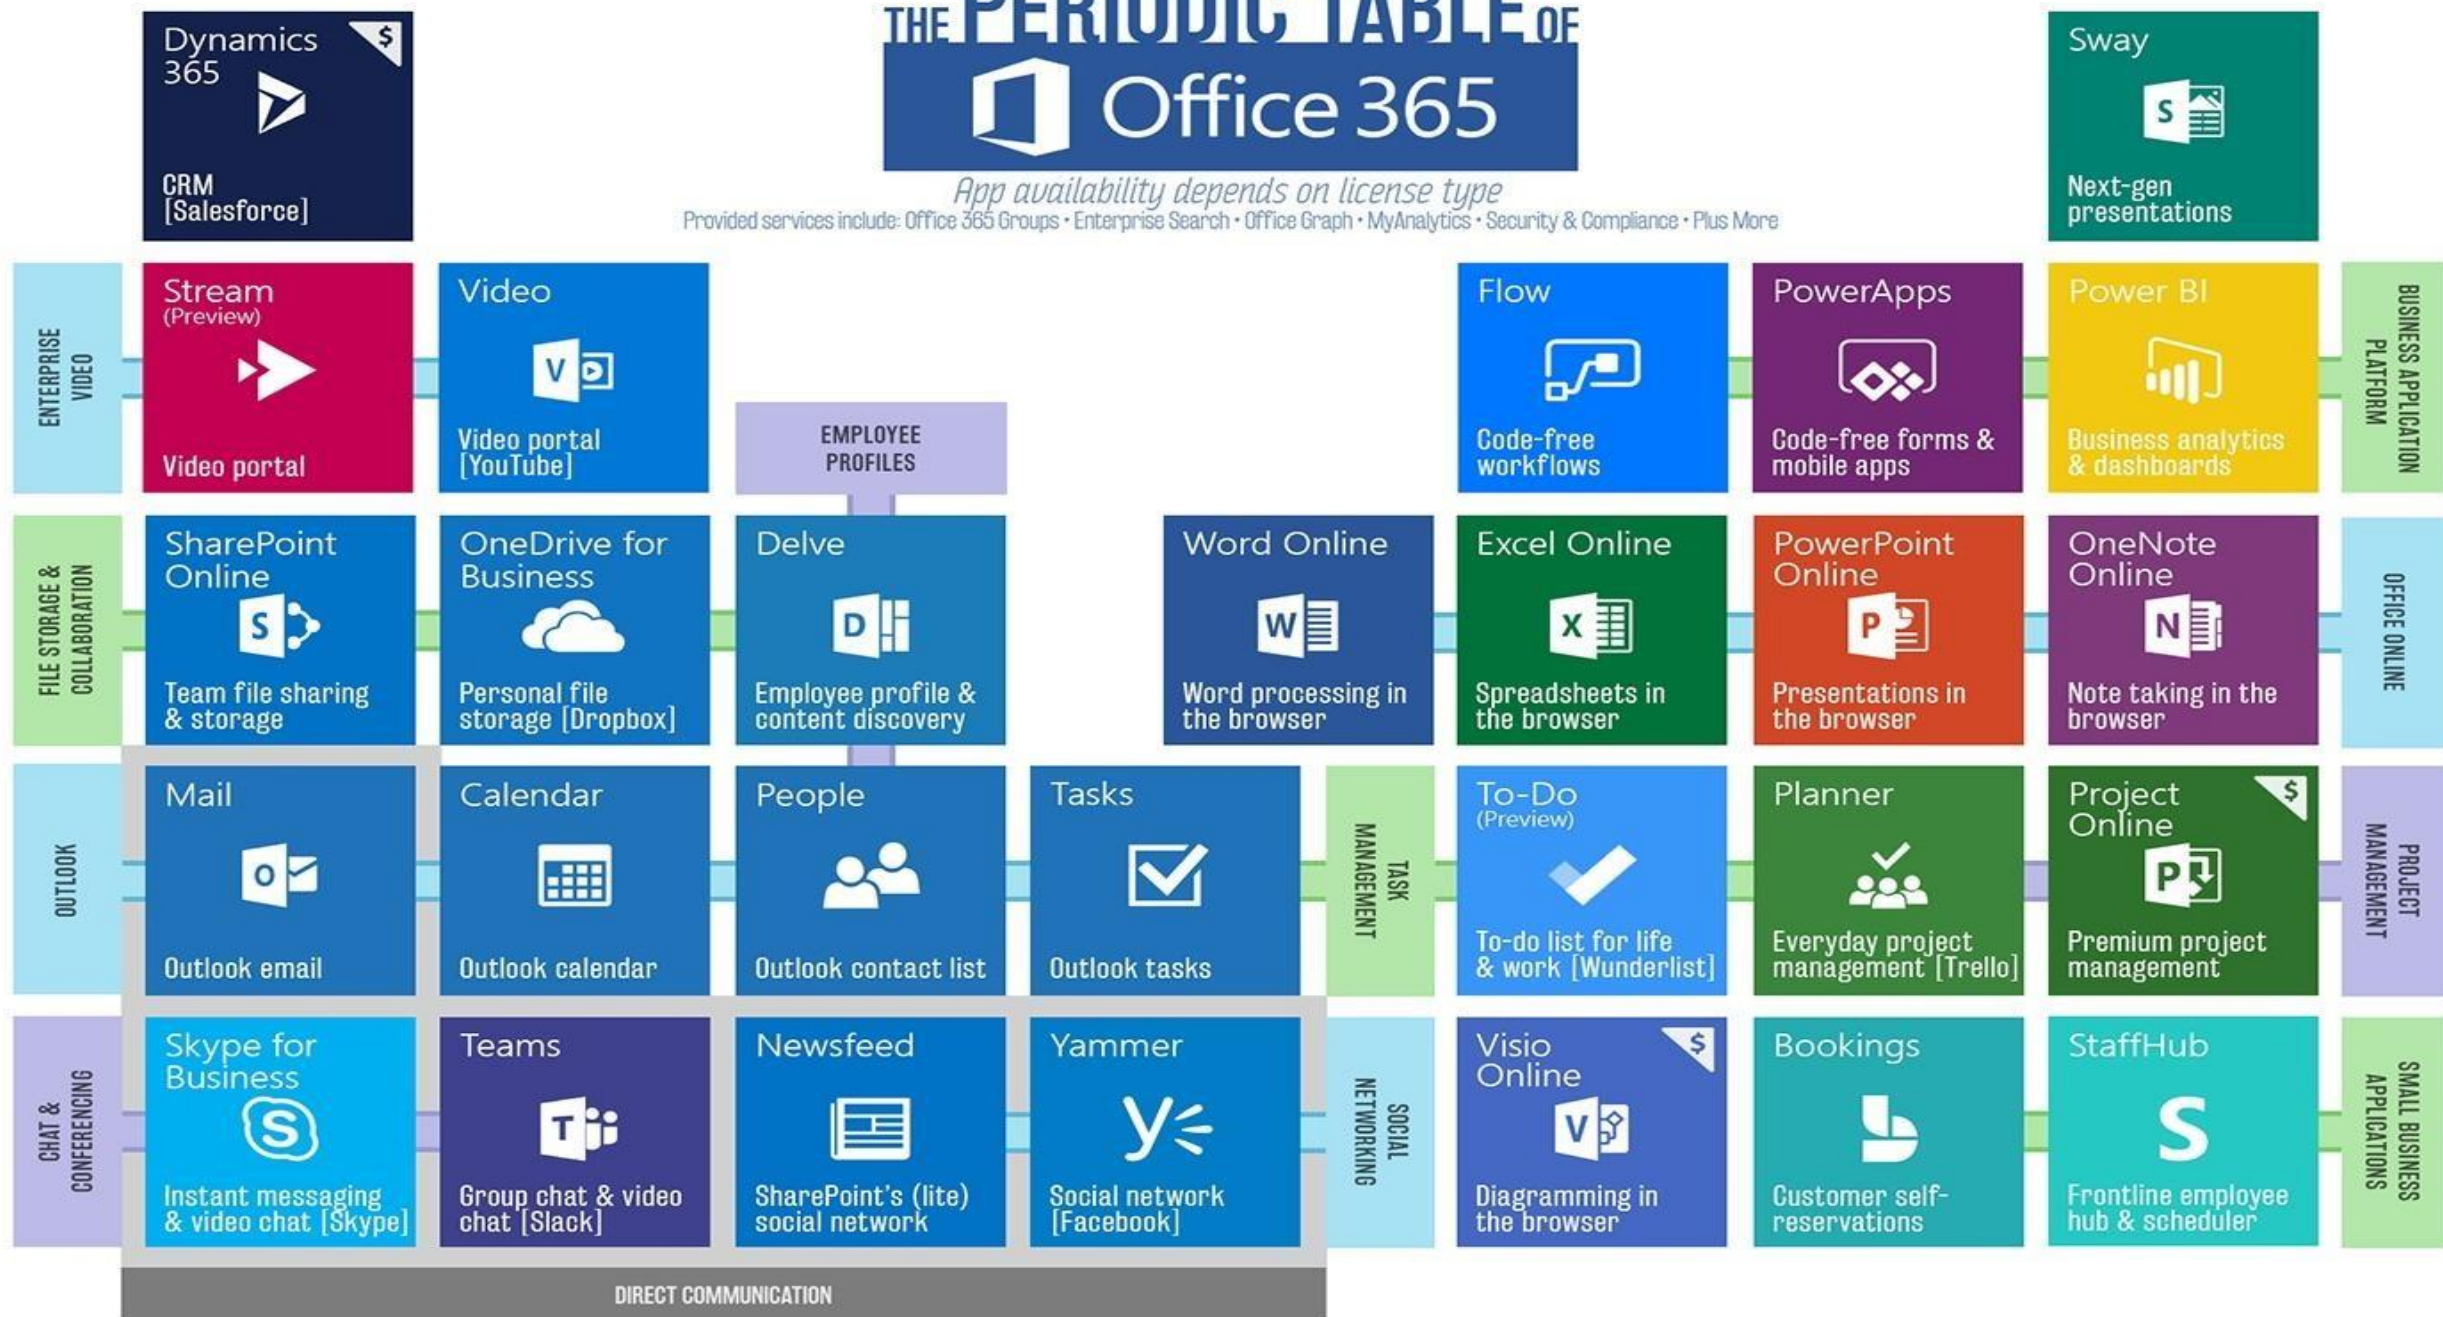 THE PERIODIC TABLE OF
Office 365
App availability depends on license type
Provided services include: Office 365 Groups • Enterprise Search • Office Graph • MyAnalytics • Security & Compliance • Plus More
Dynamics
365
$
CRM
[Salesforce]
Sway
S
Next-gen
presentations
ENTERPRISE
VIDEO
Stream
(Preview)
Video portal
Video
V
Video portal
[YouTube]
EMPLOYEE
PROFILES
Flow
Code-free
workflows
PowerApps
Code-free forms &
mobile apps
Power BI
Business analytics
& dashboards
BUSINESS APPLICATION
PLATFORM
FILE STORAGE &
COLLABORATION
SharePoint
Online
S
Team file sharing
& storage
OneDrive for
Business
Personal file
storage [Dropbox]
Delve
D
Employee profile &
content discovery
Word Online
W
Word processing in
the browser
Excel Online
X
Spreadsheets in
the browser
PowerPoint
Online
P
Presentations in
the browser
OneNote
Online
N
Note taking in the
browser
OFFICE ONLINE
OUTLOOK
Mail
O
Outlook email
Calendar
Outlook calendar
People
Outlook contact list
Tasks
Outlook tasks
TASK
MANAGEMENT
To-Do
(Preview)
To-do list for life
& work [Wunderlist]
Planner
Everyday project
management [Trello]
Project
Online
$
P
Premium project
management
PROJECT
MANAGEMENT
CHAT &
CONFERENCING
Skype for
Business
S
Instant messaging
& video chat [Skype]
Teams
T
Group chat & video
chat [Slack]
Newsfeed
SharePoint's (lite)
social network
Yammer
y
Social network
[Facebook]
SOCIAL
NETWORKING
Visio
Online
$
V
Diagramming in
the browser
Bookings
b
Customer self-
reservations
StaffHub
S
Frontline employee
hub & scheduler
SMALL BUSINESS
APPLICATIONS
DIRECT COMMUNICATION